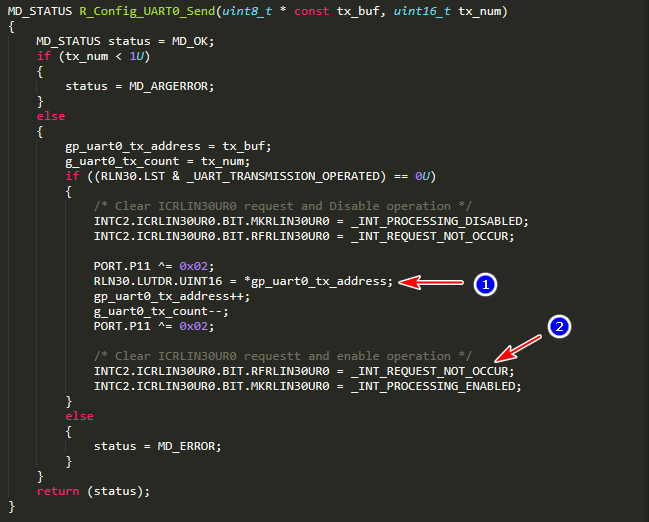 MD_STATUS R_Config_UART0_Send(uint8_t * const tx_buf, uint16_t tx_num)
{
MD_STATUS status = MD_OK;
if (tx_num < 1U)
{
status = MD_ARGERROR;
}
else
{
gp_uart0_tx_address = tx_buf;
g_uart0_tx_count = tx_num;
if ((RLN30.LST & _UART_TRANSMISSION_OPERATED) == 0U)
{
/* Clear ICRLIN30UR0 request and Disable operation */
INTC2.ICRLIN30UR0.BIT.MKRLIN30UR0 = _INT_PROCESSING_DISABLED;
INTC2.ICRLIN30UR0.BIT.RFRLIN30UR0 = _INT_REQUEST_NOT_OCCUR;
PORT.P11 ^= 0x02;
RLN30.LUTDR.UINT16 = *gp_uart0_tx_address; 1
gp_uart0_tx_address++;
g_uart0_tx_count--;
PORT.P11 ^= 0x02;
2
/* Clear ICRLIN30UR0 requestt and enable operation */
INTC2.ICRLIN30UR0.BIT.RFRLIN30UR0 = _INT_REQUEST_NOT_OCCUR;
INTC2.ICRLIN30UR0.BIT.MKRLIN30UR0 = _INT_PROCESSING_ENABLED;
}
else
{
status = MD_ERROR;
}
}
return (status);
}